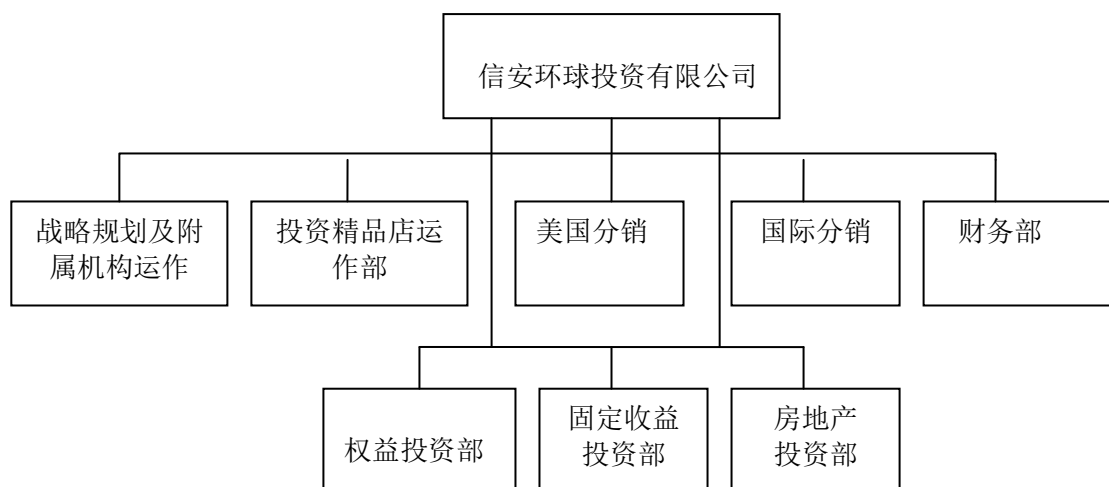 信安环球投资有限公司
战略规划及附
属机构运作
投资精品店运
作部
美国分销
国际分销
财务部
权益投资部
固定收益
投资部
房地产
投资部